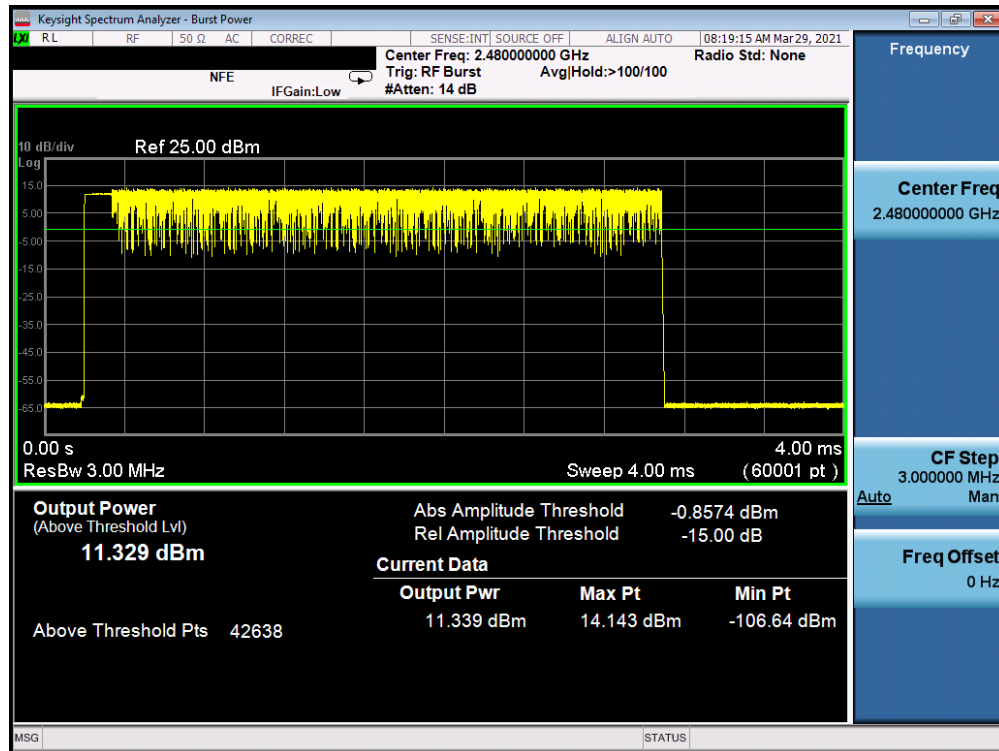 Keysight Spectrum Analyzer - Burst Power
LXI RL RF 50 Ω AC CORREC SENSE:INT SOURCE OFF ALIGN AUTO 08:19:15 AM Mar 29, 2021
Center Freq: 2.480000000 GHz Radio Std: None
NFE Trig: RF Burst Avg|Hold:>100/100
IFGain:Low #Atten: 14 dB
10 dB/div Ref 25.00 dBm
Log
15.0
5.00
-5.00
-15.0
-25.0
-35.0
-45.0
-55.0
-65.0
0.00 s 4.00 ms
ResBw 3.00 MHz Sweep 4.00 ms (60001 pt )
Output Power
(Above Threshold Lvl)
11.329 dBm
Above Threshold Pts 42638
Abs Amplitude Threshold -0.8574 dBm
Rel Amplitude Threshold -15.00 dB
Current Data
Output Pwr Max Pt Min Pt
11.339 dBm 14.143 dBm -106.64 dBm
MSG STATUS
Frequency
Center Freq
2.480000000 GHz
CF Step
3.000000 MHz
Auto Man
Freq Offset
0 Hz